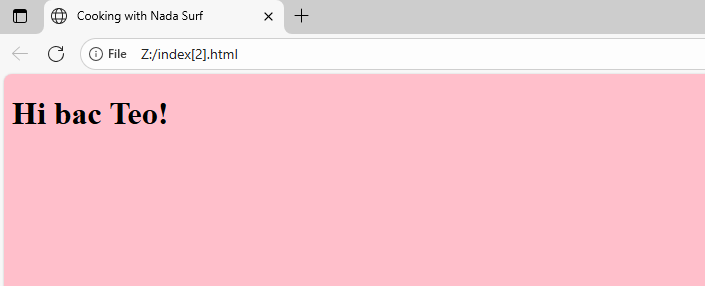 Cooking with Nada Surf
File Z:/index[2].html
Hi bac Teo!